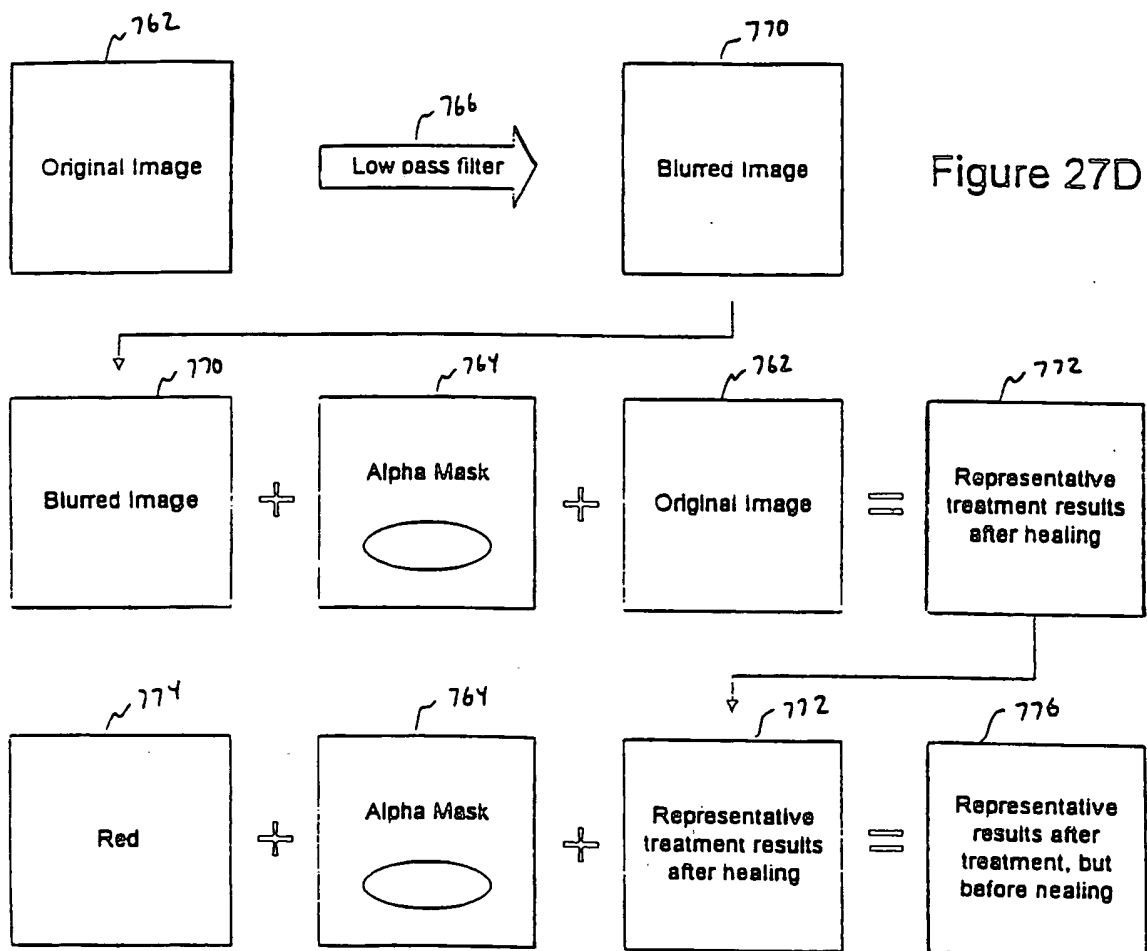 762
770
766
Original Image
Low pass filter
Blurred Image
Figure 27D
770
764
762
772
Blurred Image
+
Alpha Mask
+
Original Image
=
Representative
treatment results
after healing
774
764
772
776
Red
+
Alpha Mask
+
Representative
treatment results
after healing
=
Representative
results after
treatment, but
before healing